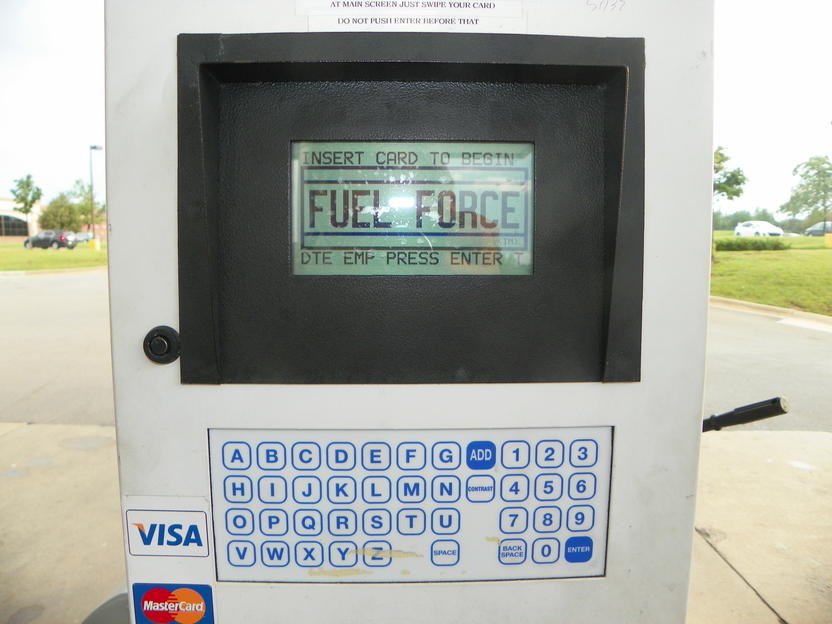 AT MAIN SCREEN JUST SWIPE YOUR CARD
DO NOT PUSH ENTER BEFORE THAT
INSERT CARD TO BEGIN
FUEL FORCE
(TM)
DTE EMP PRESS ENTER T
A B C D E F G ADD 1 2 3
H I J K L M N CONTRAST 4 5 6
O P Q R S T U 7 8 9
V W X Y Z SPACE BACK SPACE 0 ENTER
VISA
MasterCard